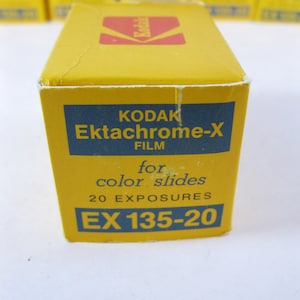 Kodak
KODAK
Ektachrome-X
FILM
for
color slides
20 EXPOSURES
EX 135-20